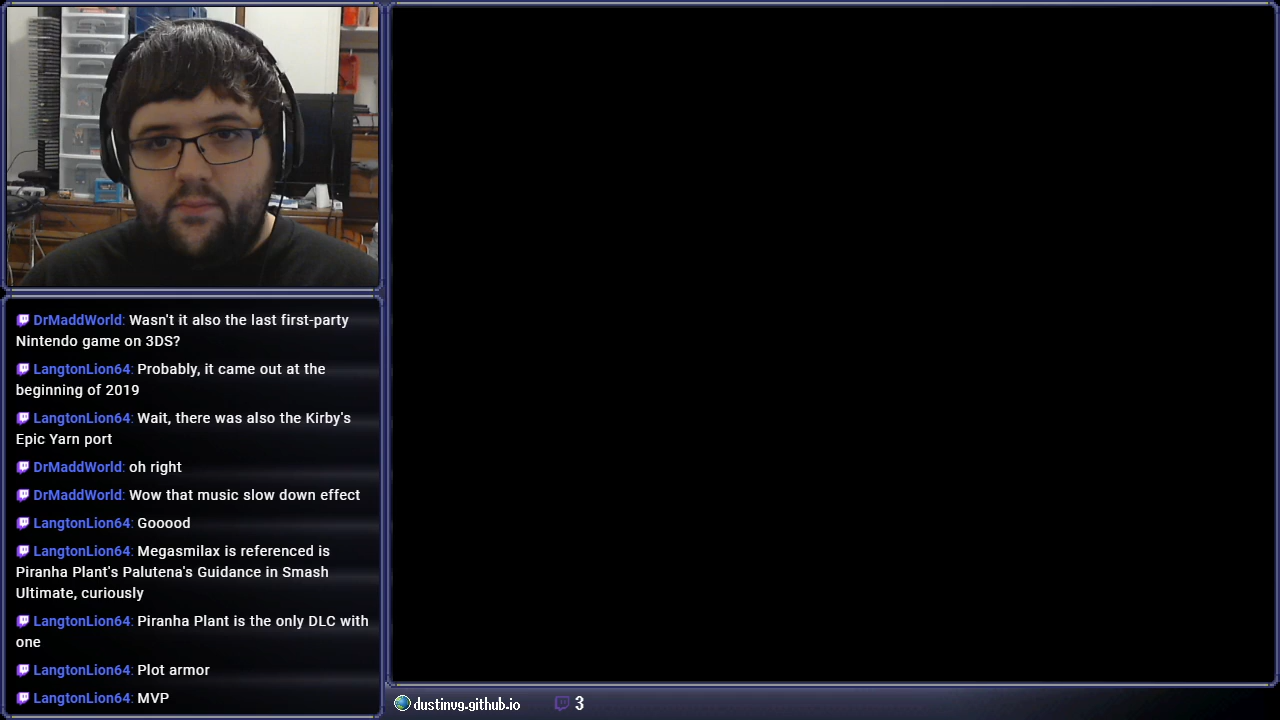 DrMaddWorld: Wasn't it also the last first-party
Nintendo game on 3DS?
LangtonLion64: Probably, it came out at the
beginning of 2019
LangtonLion64: Wait, there was also the Kirby's
Epic Yarn port
DrMaddWorld: oh right
DrMaddWorld: Wow that music slow down effect
LangtonLion64: Gooood
LangtonLion64: Megasmilax is referenced is
Piranha Plant's Palutena's Guidance in Smash
Ultimate, curiously
LangtonLion64: Piranha Plant is the only DLC with
one
LangtonLion64: Plot armor
LangtonLion64: MVP
dustinvg.github.io 3